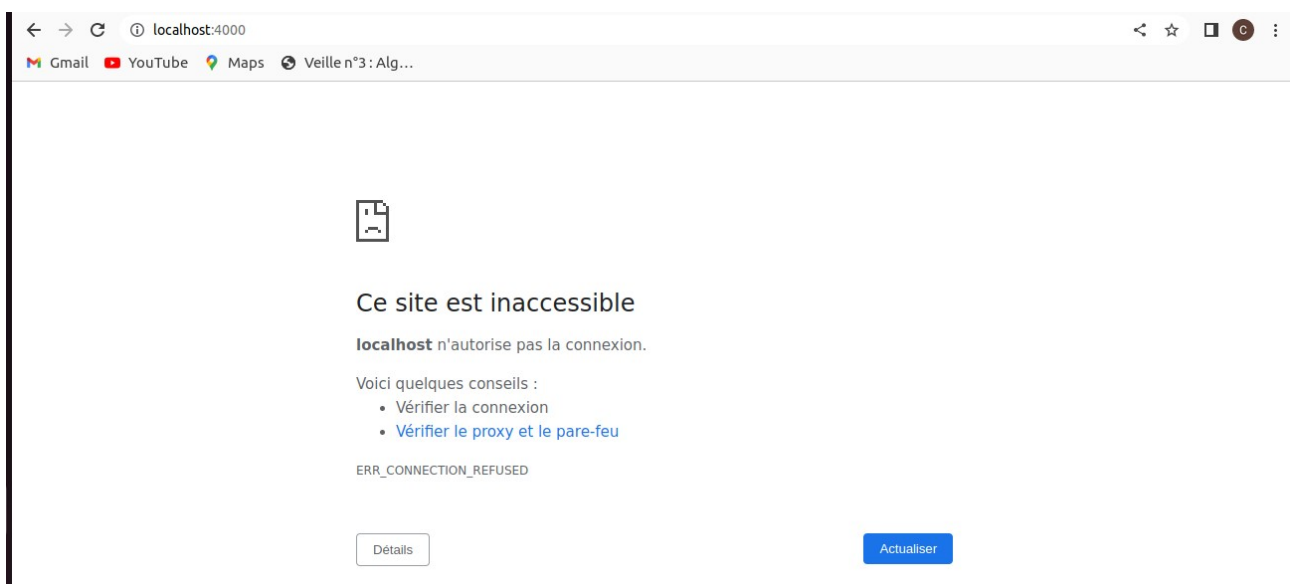 localhost:4000
C
Gmail YouTube Maps Veille n°3 : Alg...
Ce site est inaccessible
localhost n'autorise pas la connexion.
Voici quelques conseils :
• Vérifier la connexion
• Vérifier le proxy et le pare-feu
ERR_CONNECTION_REFUSED
Détails Actualiser